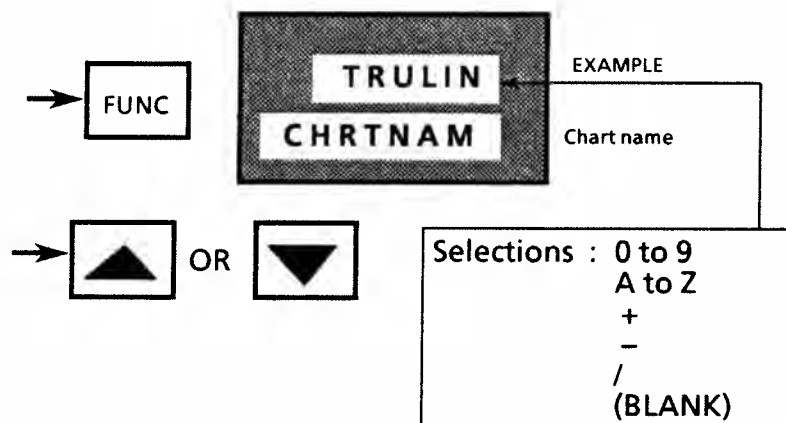 TRULIN
EXAMPLE
FUNC
CHRTNAM
Chart name
OR
Selections : 0 to 9
A to Z
+
–
/
(BLANK)